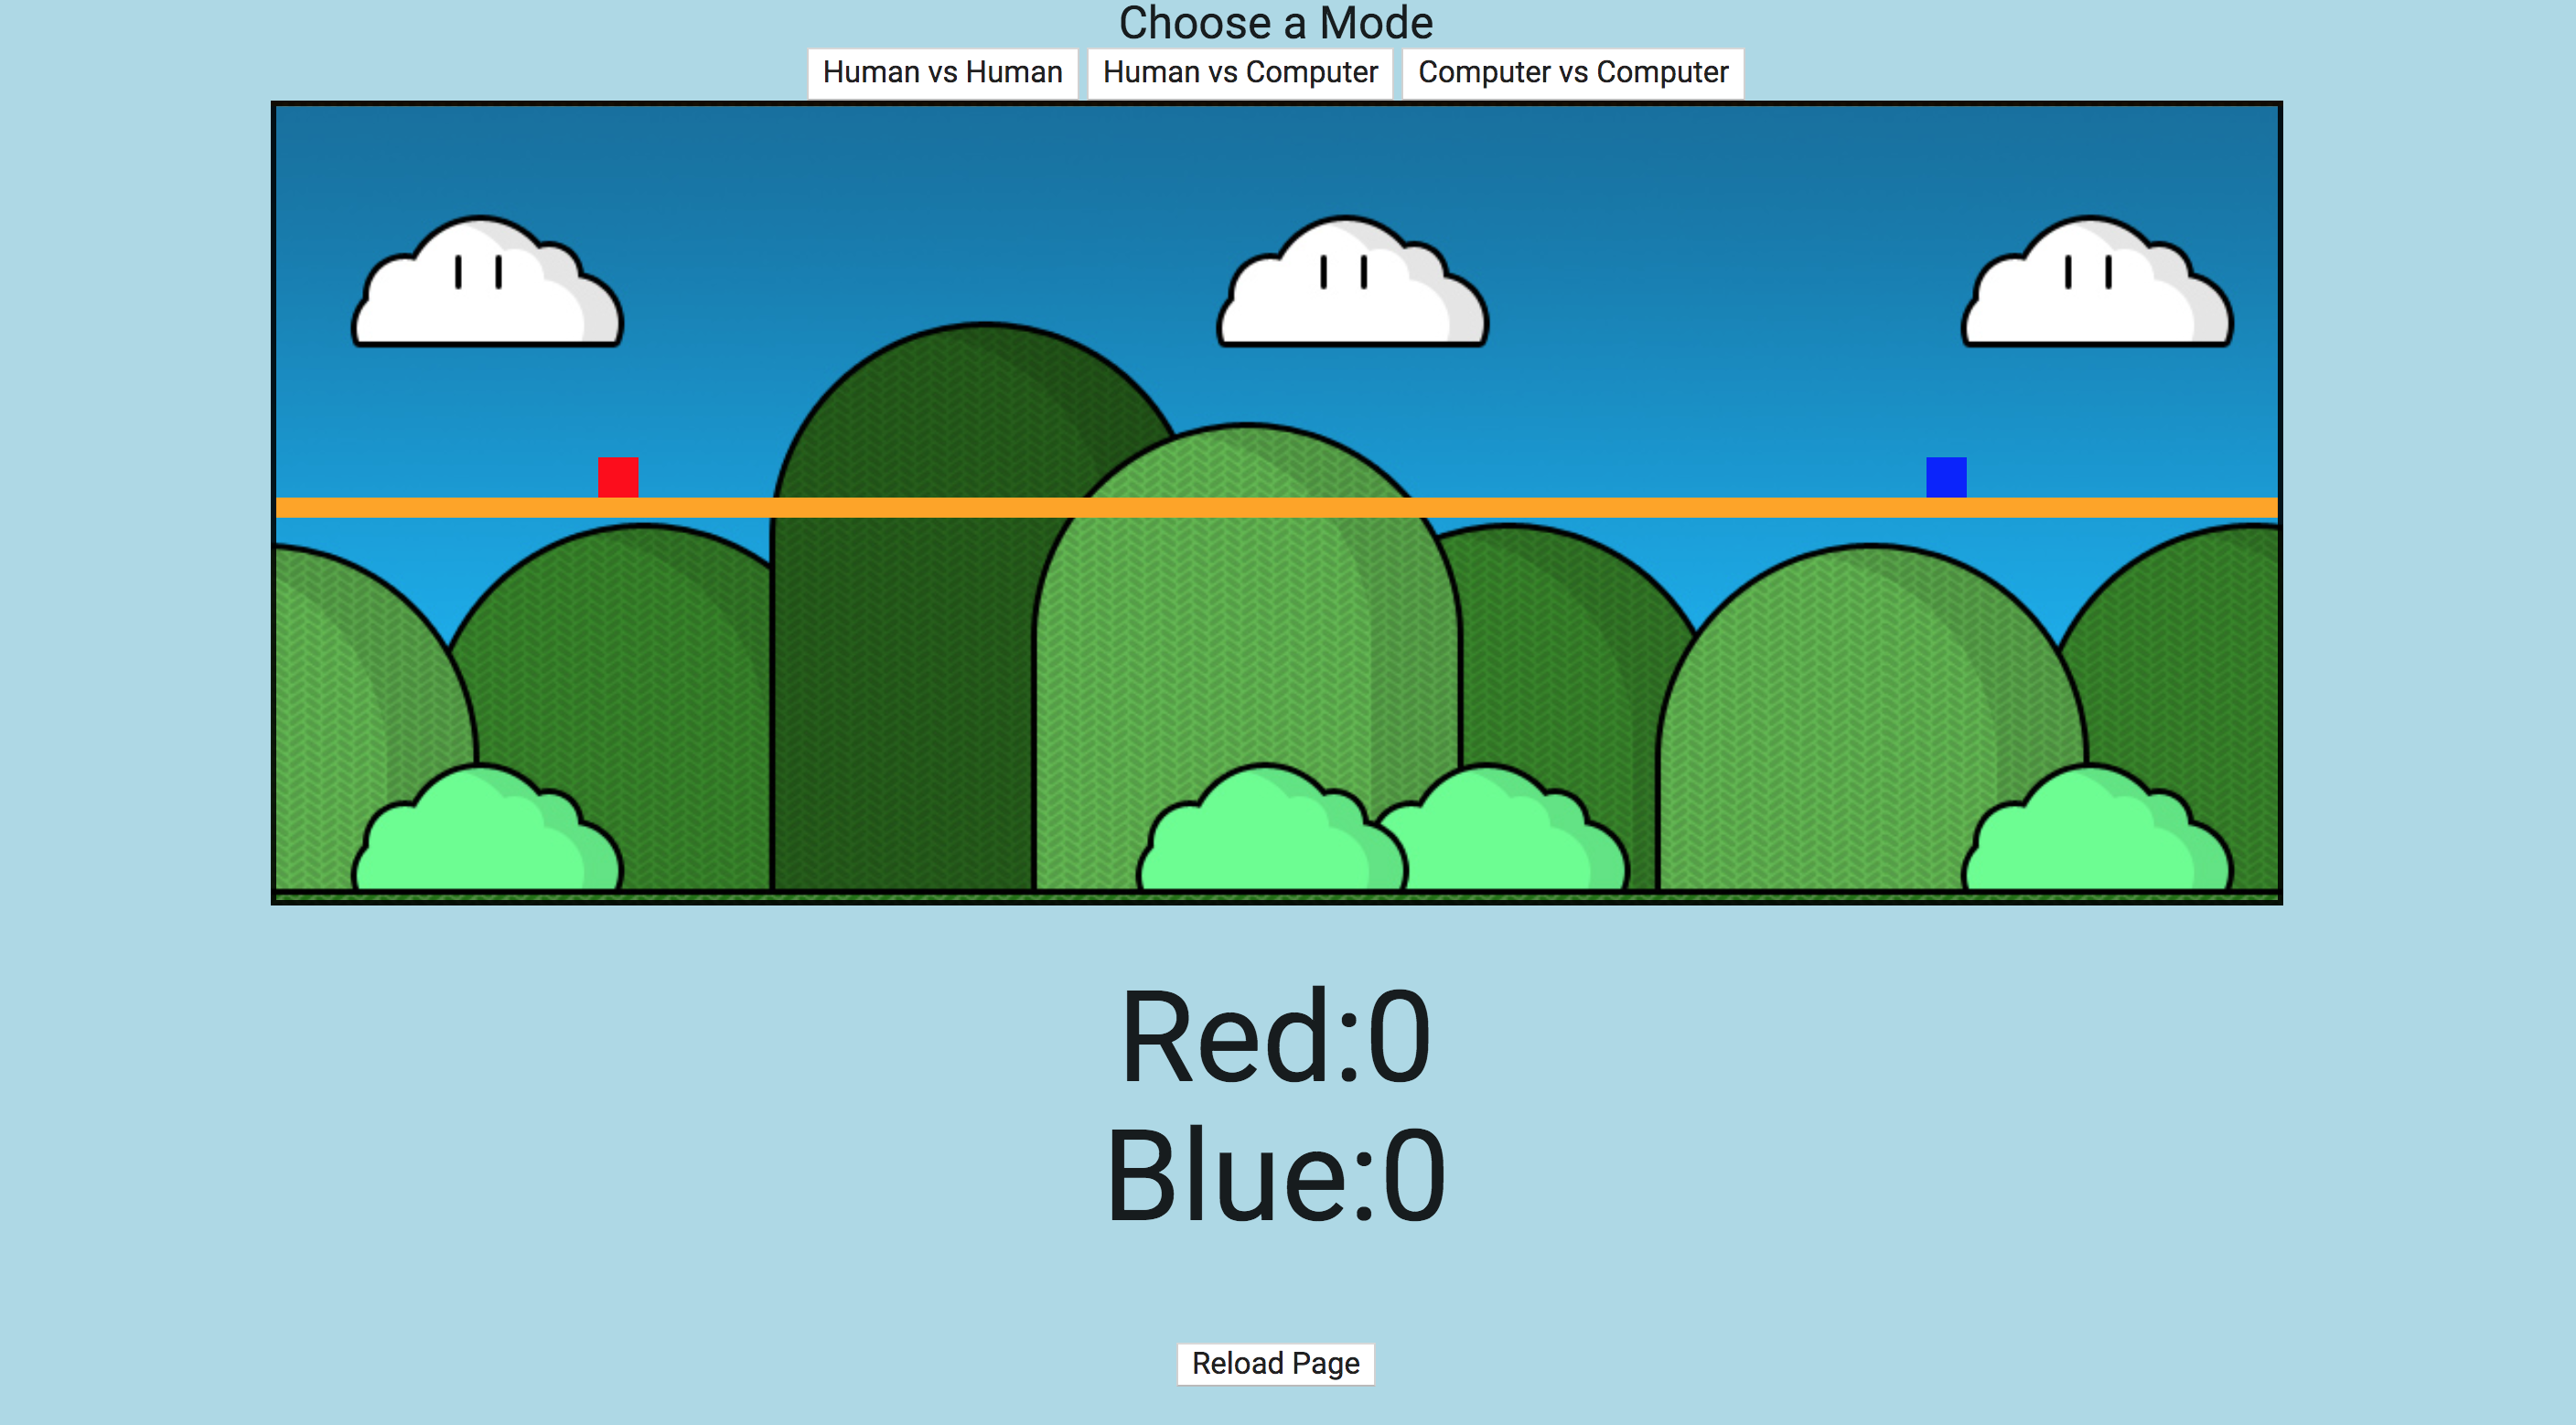 Choose a Mode
Human vs Human Human vs Computer Computer vs Computer
Red:0
Blue:0
Reload Page